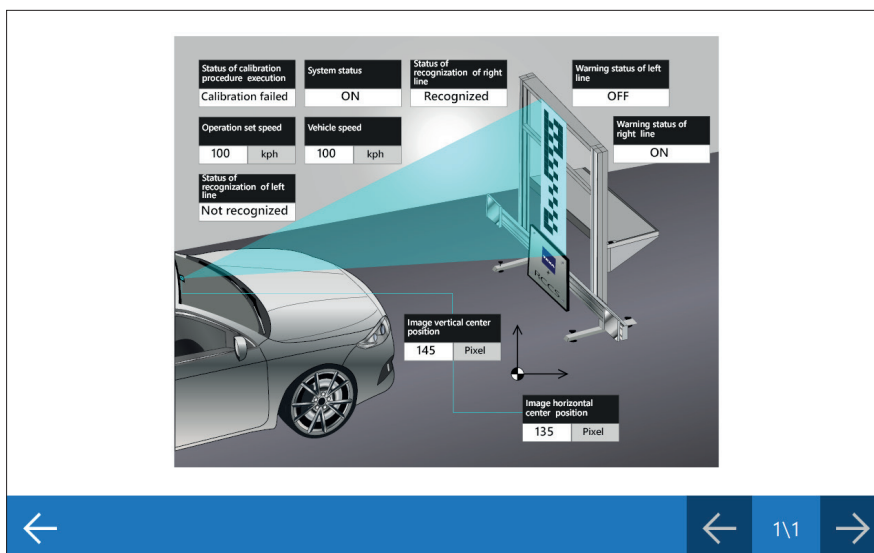 Status of calibration
procedure execution
Calibration failed
System status
ON
Status of
recognization of right
line
Recognized
Warning status of left
line
OFF
Operation set speed
100 kph
Vehicle speed
100 kph
Warning status of
right line
ON
Status of
recognization of left
line
Not recognized
RCCS
Image vertical center
position
145 Pixel
Image horizontal
center position
135 Pixel
1\1